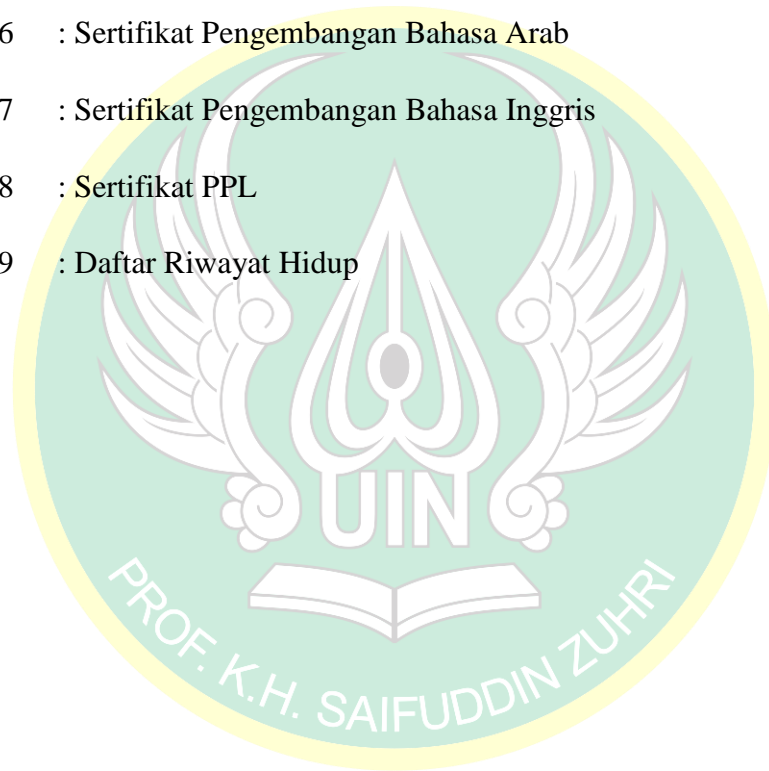 6 : Sertifikat Pengembangan Bahasa Arab
7 : Sertifikat Pengembangan Bahasa Inggris
8 : Sertifikat PPL
9 : Daftar Riwayat Hidup
UIN
PROF. K.H. SAIFUDDIN ZUHRI